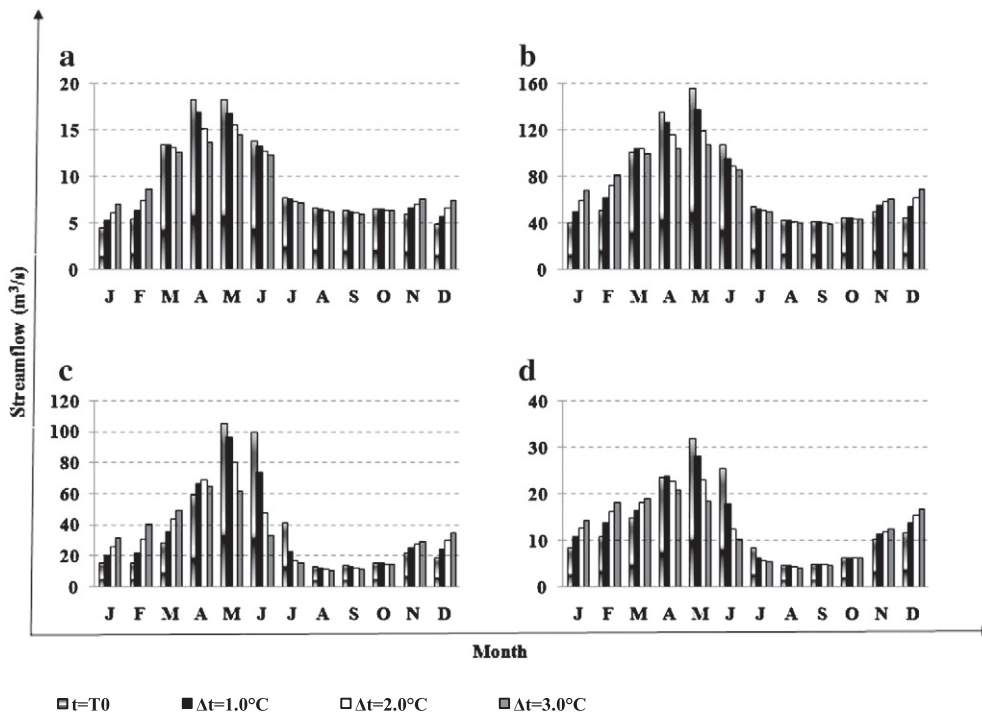 a
20
15
10
5
0
J F M A M J J A S O N D
b
160
120
80
40
0
J F M A M J J A S O N D
c
120
100
80
60
40
20
0
J F M A M J J A S O N D
d
40
30
20
10
0
J F M A M J J A S O N D
Streamflow (m³/s)
Month
t=T0 Δt=1.0°C Δt=2.0°C Δt=3.0°C